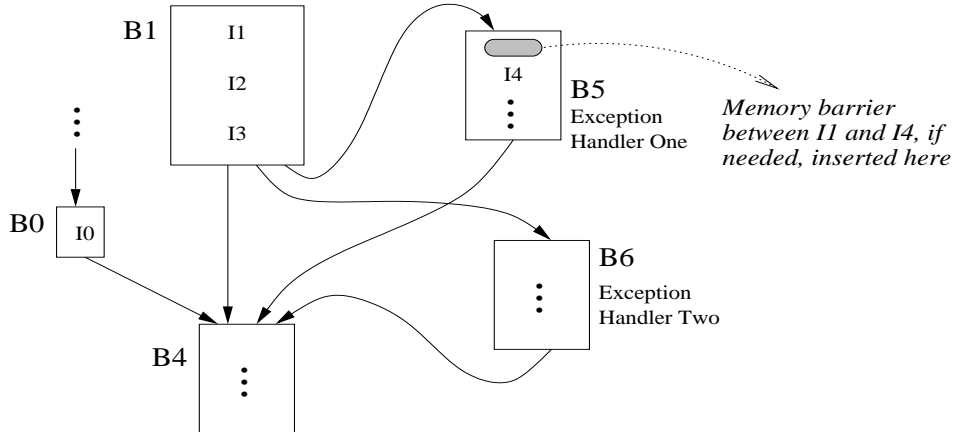 B1
I1
I2
I3
I4
B5
Exception
Handler One
Memory barrier
between I1 and I4, if
needed, inserted here
B0
I0
B6
Exception
Handler Two
B4